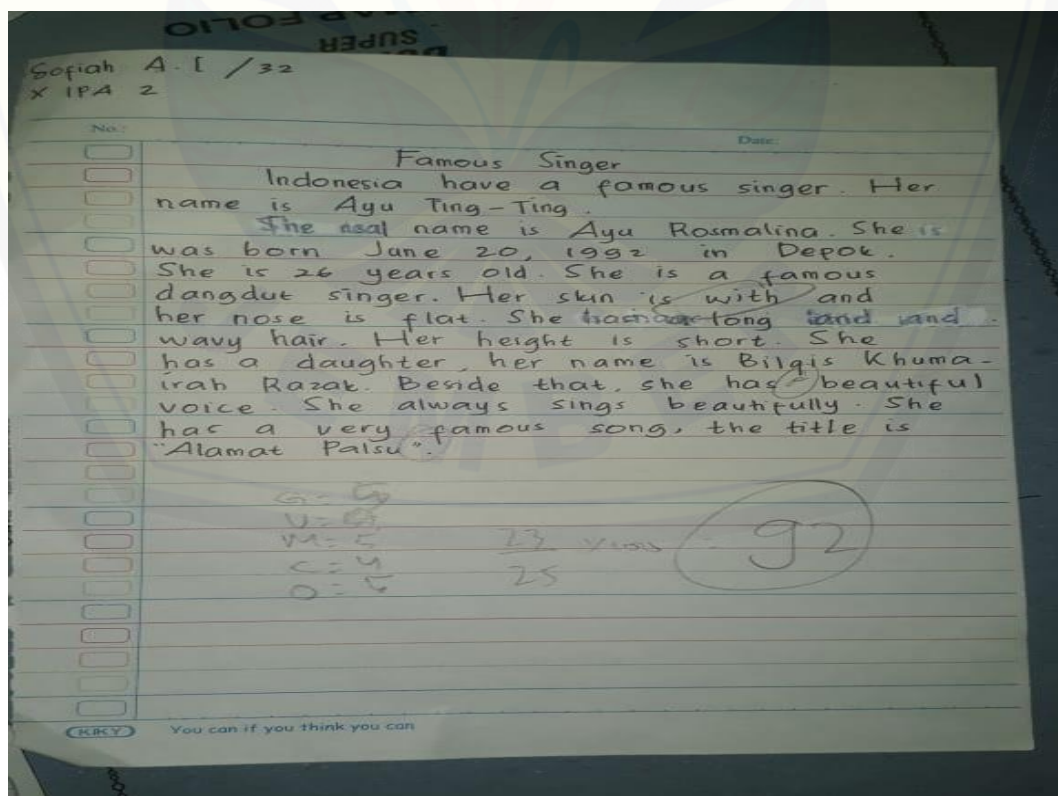 FOLIO
SUPER
Sofiah A. I /32
X IPA 2
No.:
Date:
Famous Singer
Indonesia have a famous singer. Her
name is Ayu Ting-Ting.
The name is Ayu Rosmalina. She is
was born June 20, 1992 in Depok.
She is 26 years old. She is a famous
dangdut singer. Her skin is with and
her nose is flat. She long and
wavy hair. Her height is short. She
has a daughter, her name is Bilqis Khuma-
irah Razak. Beside that, she has beautiful
voice. She always sings beautifully. She
has a very famous song, the title is
"Alamat Palsu".
G = 5
V =
M = 5
C = 4
O = 5
23
25
92
KIKY
You can if you think you can